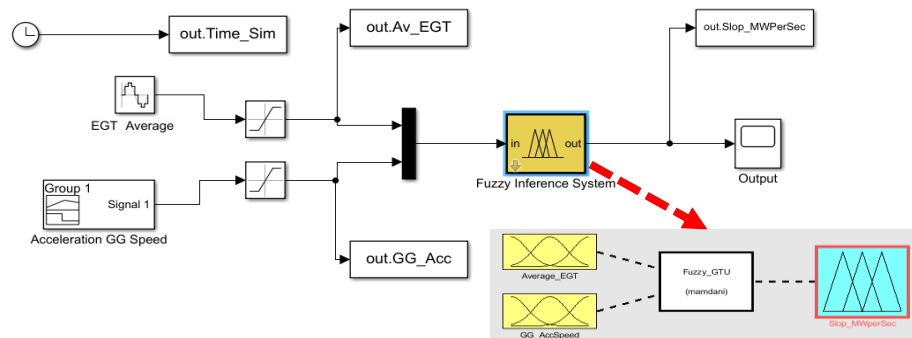 out.Time_Sim
out.Av_EGT
out.Slop_MWPerSec
EGT Average
in
out
Fuzzy Inference System
Output
Group 1
Signal 1
Acceleration GG Speed
out.GG_Acc
Average_EGT
Fuzzy_GTU
(mamdani)
GG_AccSpeed
Slop_MWperSec